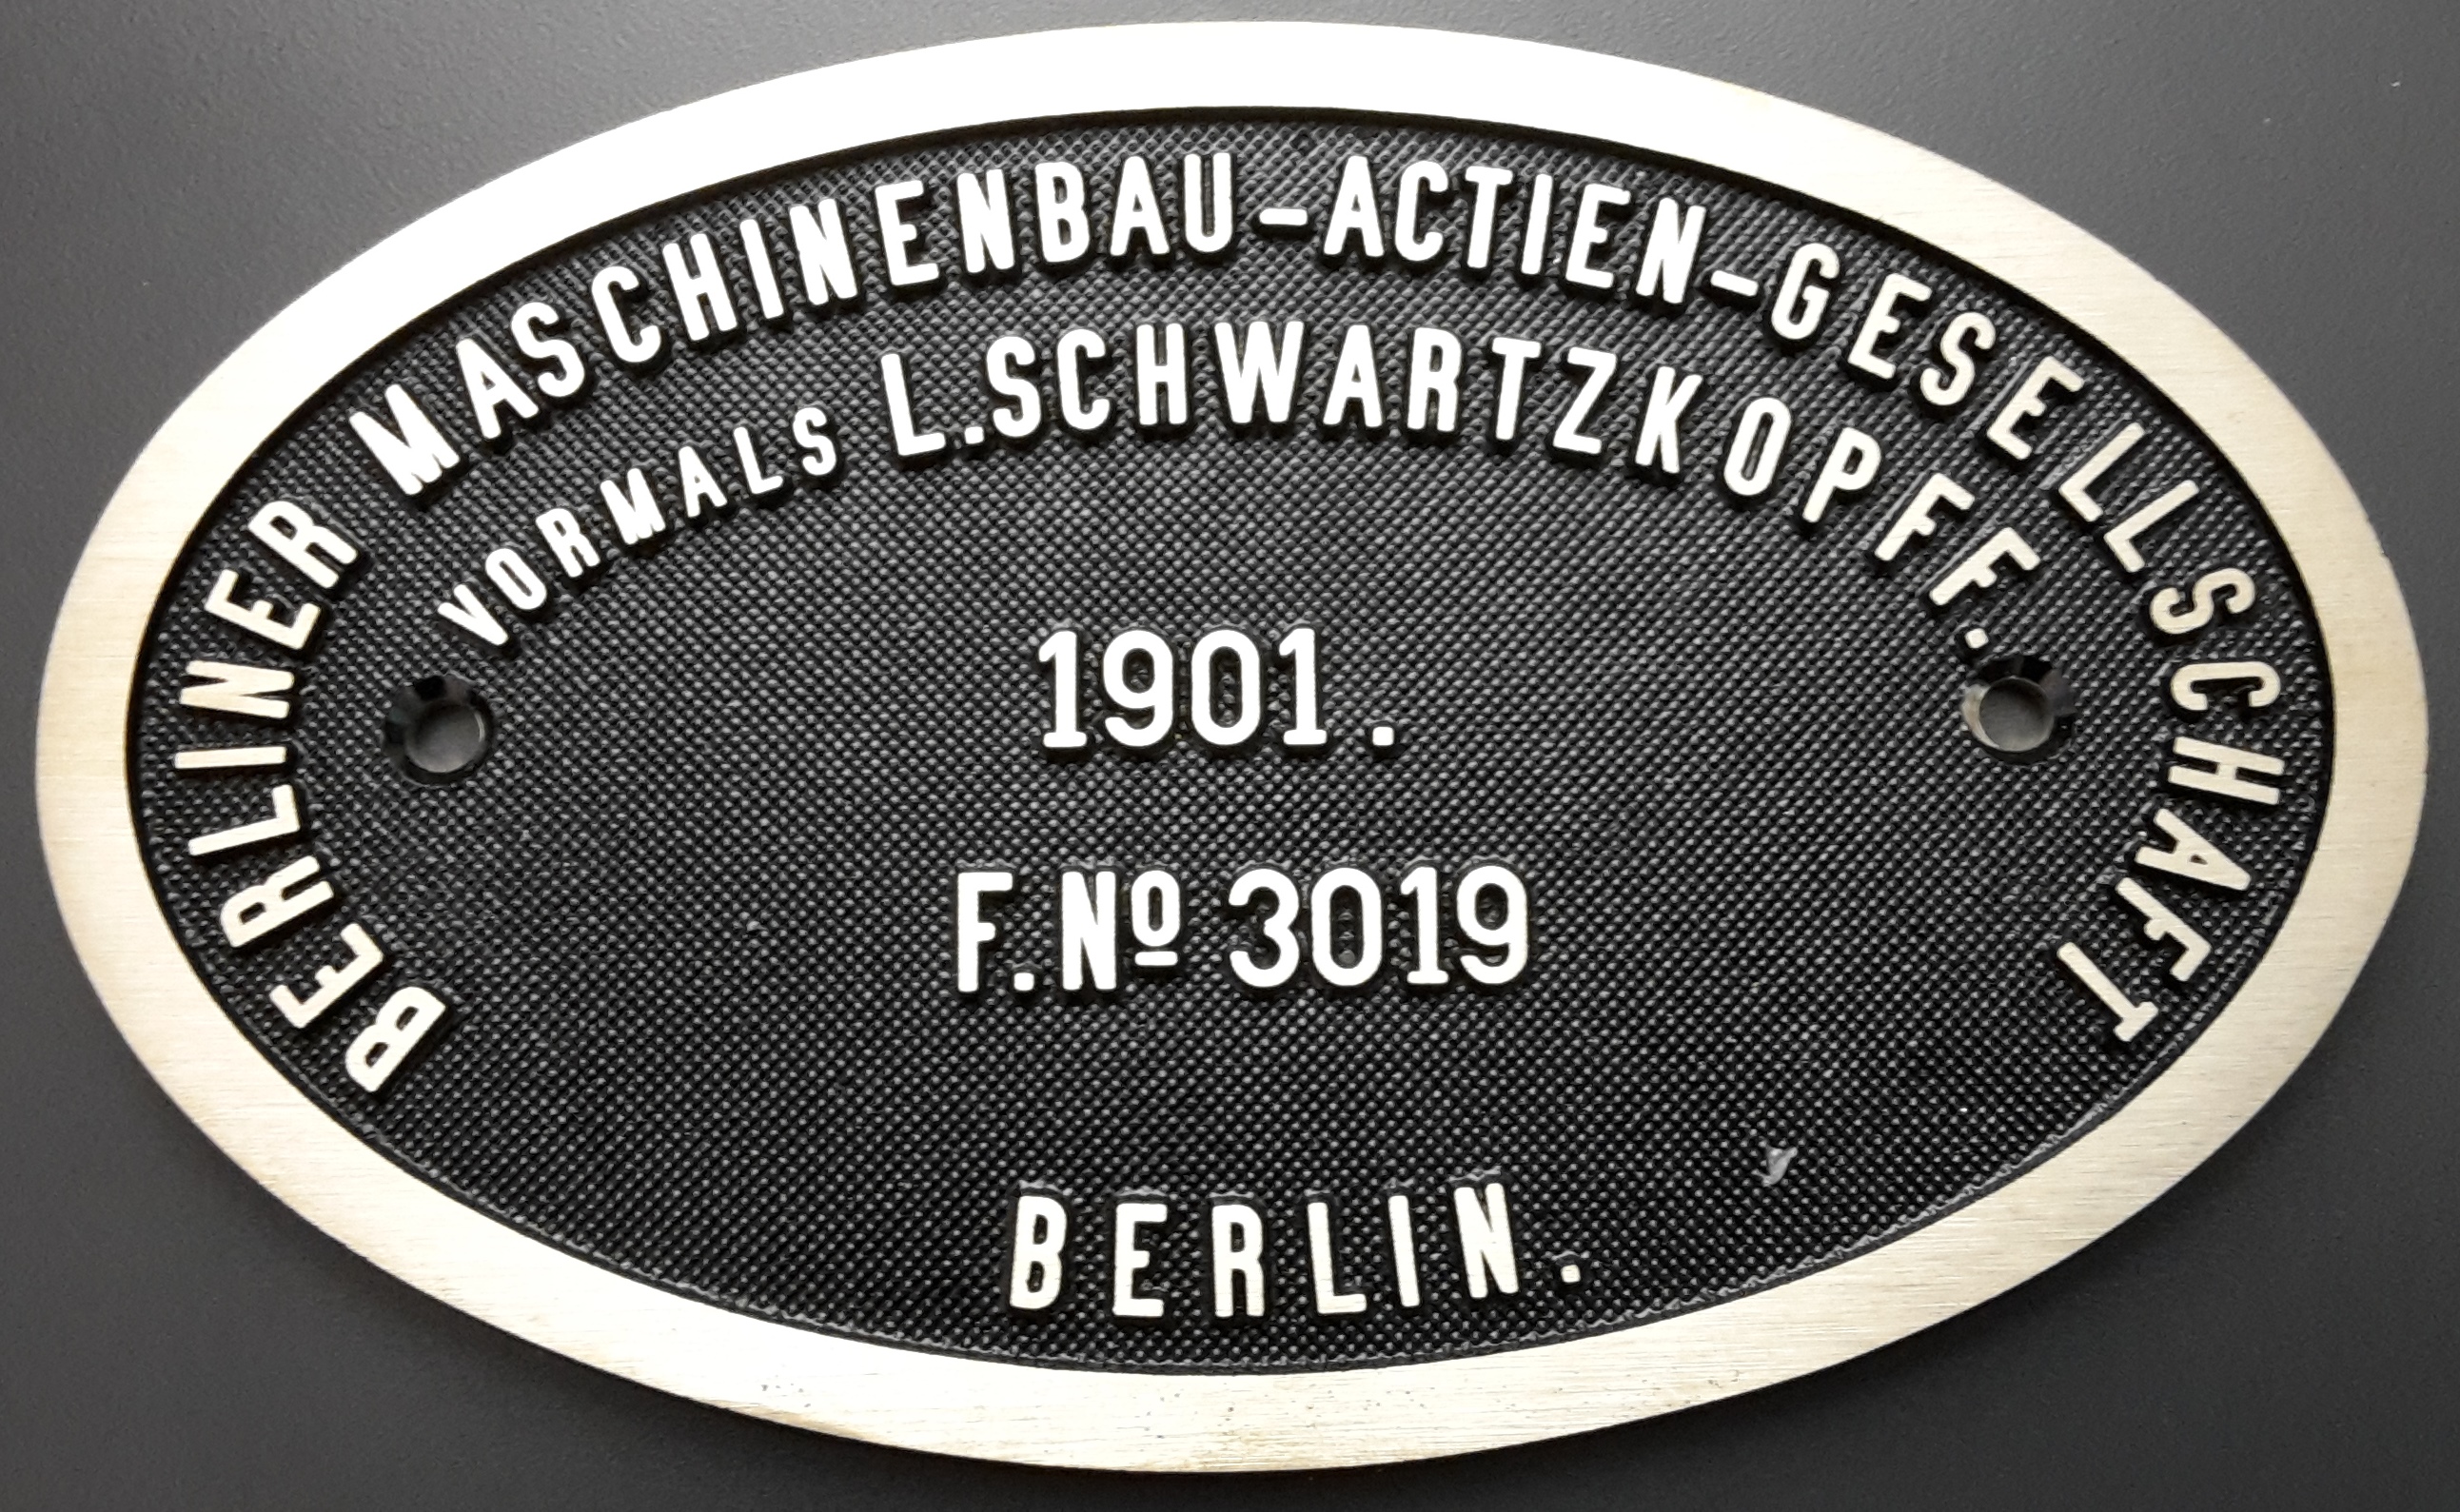 BERLINER MASCHINENBAU-ACTIEN-GESELLSCHAFT
VORMALS L.SCHWARTZKOPFF.
1901.
F.Nº 3019
BERLIN.